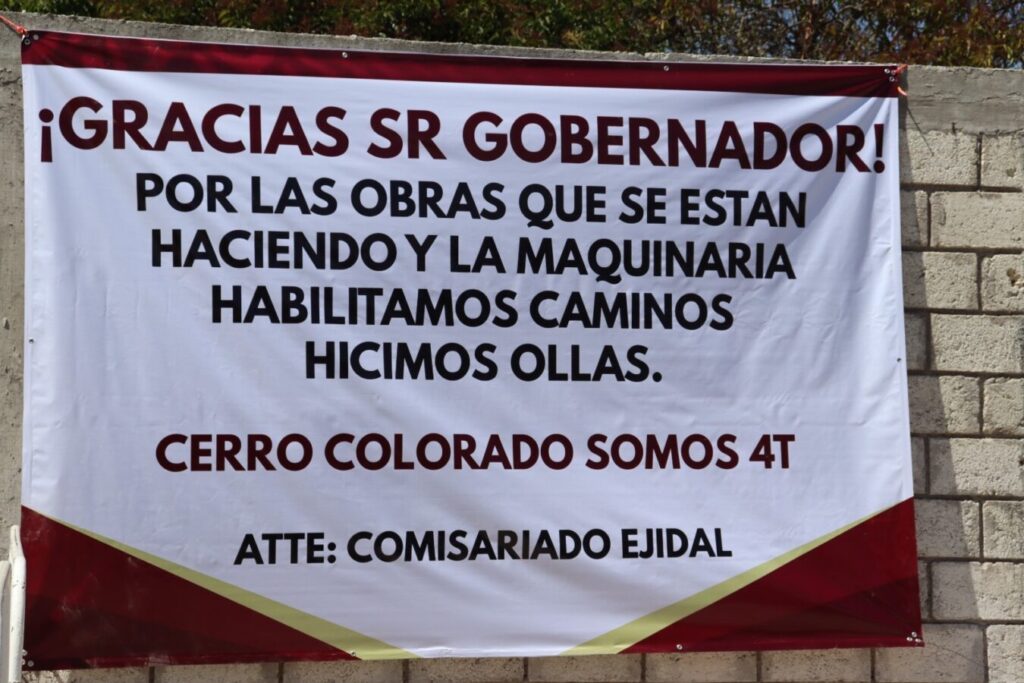 ¡GRACIAS SR GOBERNADOR!
POR LAS OBRAS QUE SE ESTAN
HACIENDO Y LA MAQUINARIA
HABILITAMOS CAMINOS
HICIMOS OLLAS.
CERRO COLORADO SOMOS 4T
ATTE: COMISARIADO EJIDAL